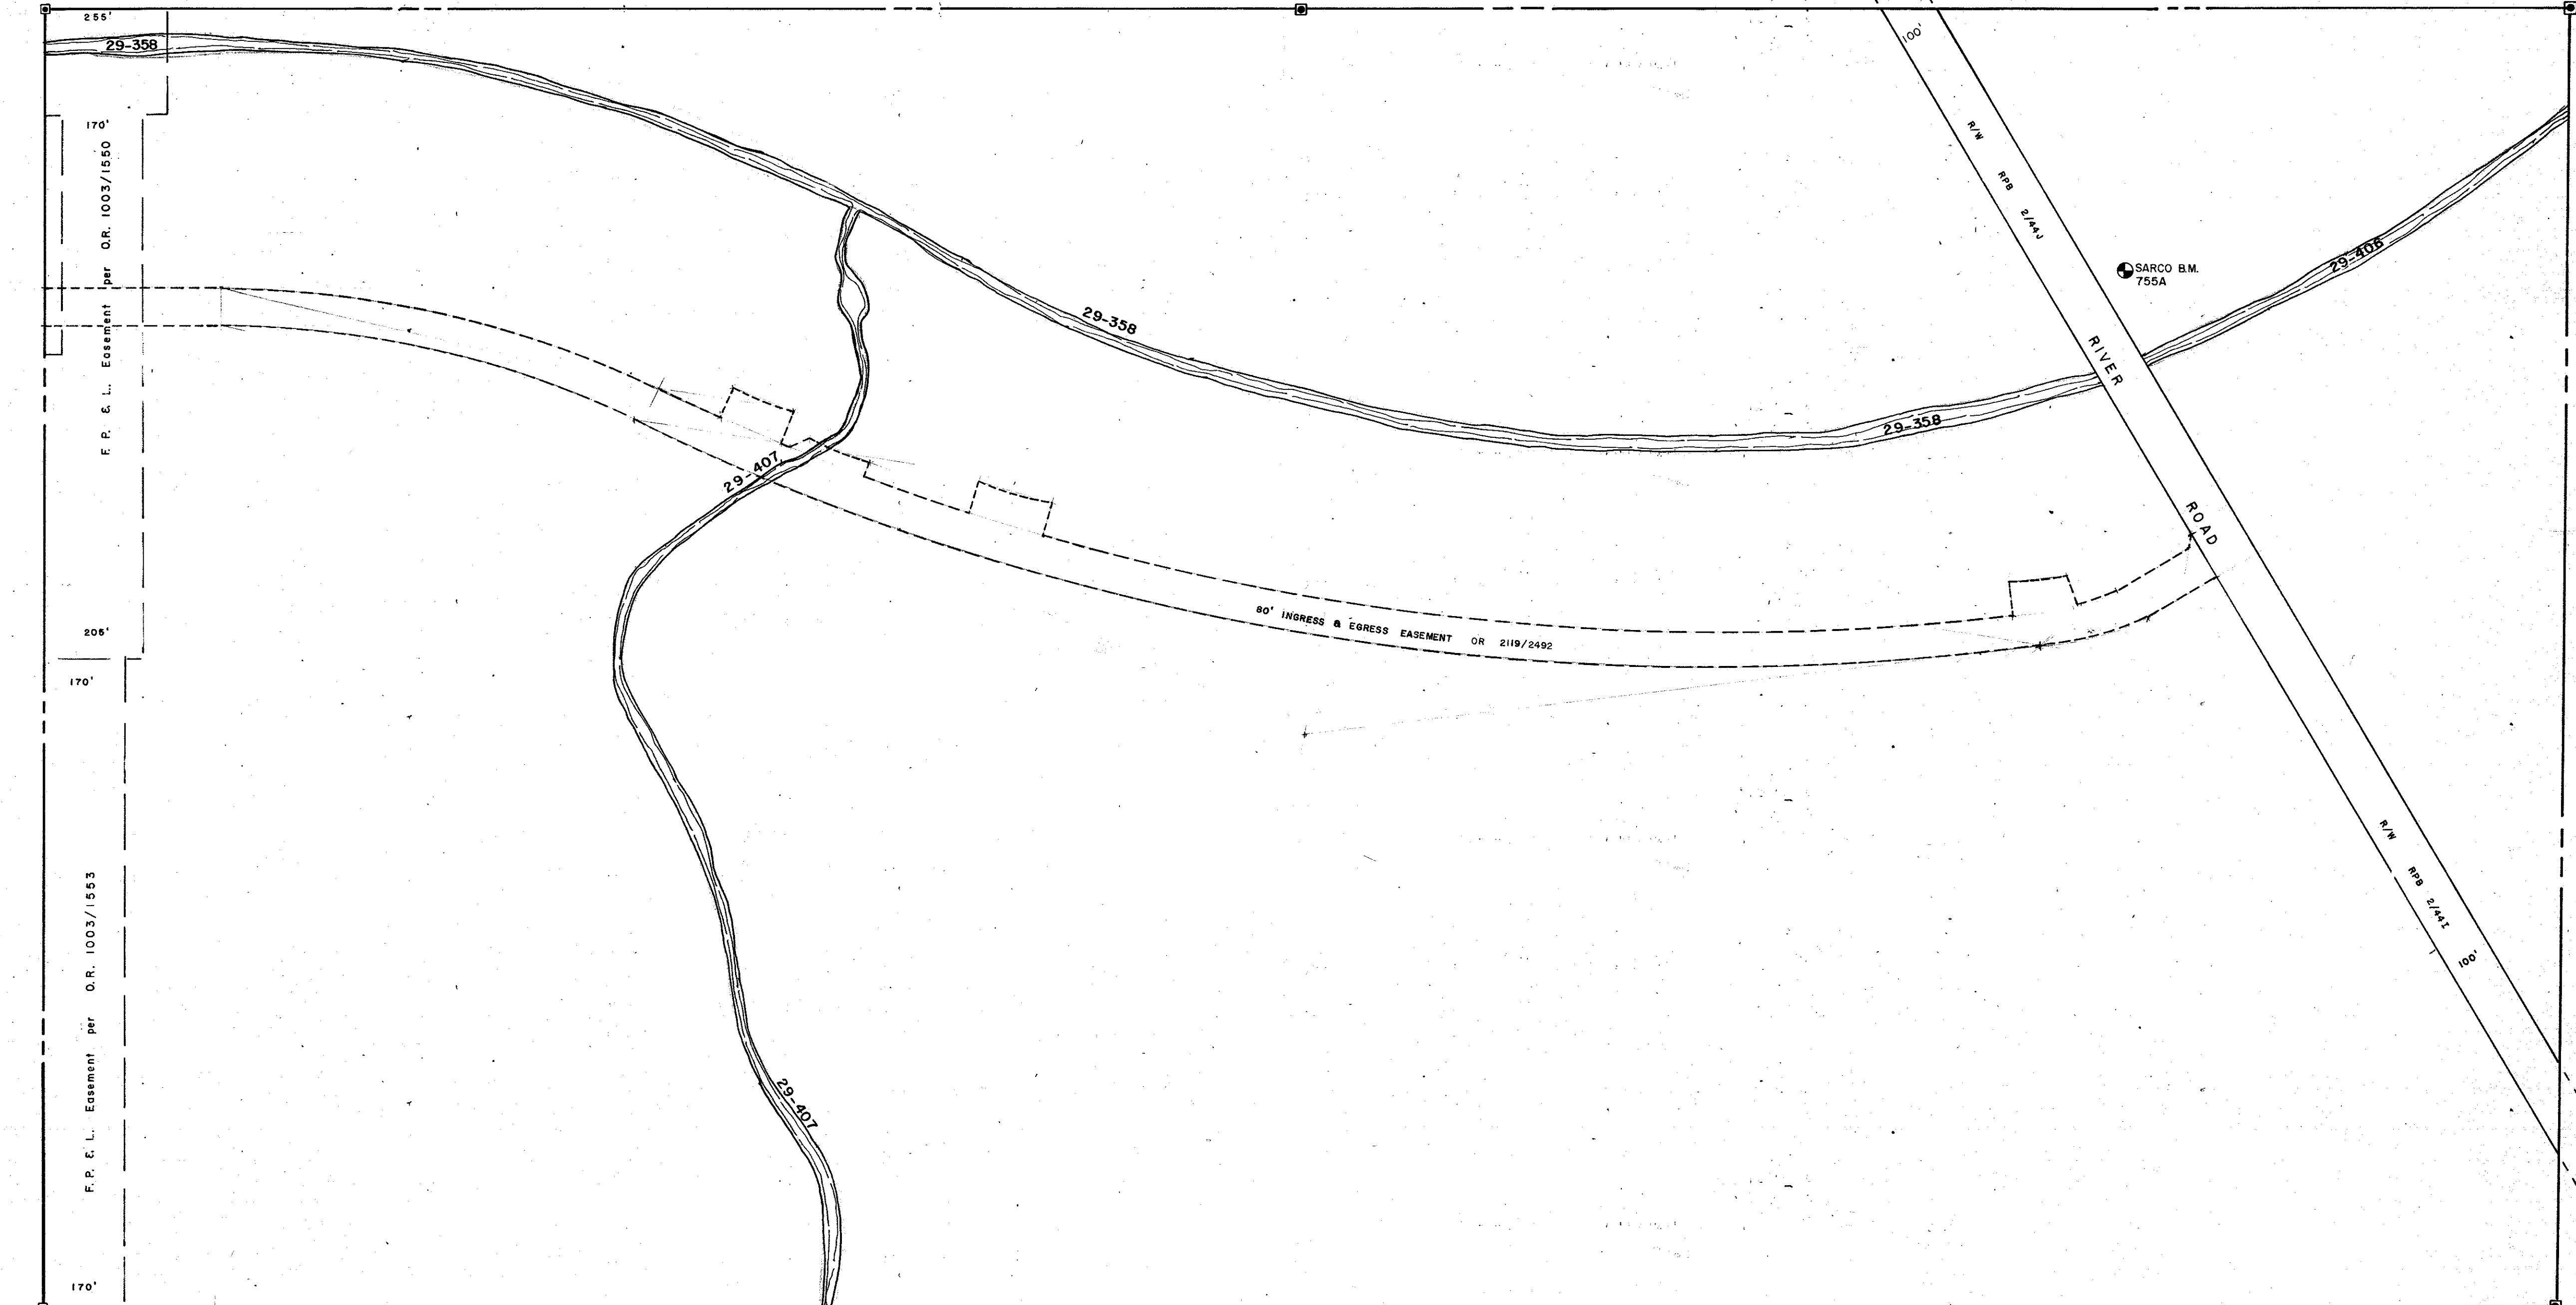 255'
29-358
100'
170'
F. P. & L. Easement per O.R. 1003/1550
R/W RPB 2/44J
29-406
SARCO B.M.
755A
29-358
RIVER ROAD
29-358
29-407
80' INGRESS & EGRESS EASEMENT OR 2119/2492
205'
170'
F. P. & L. Easement per O.R. 1003/1553
R/W RPB 2/44I
100'
29-407
170'